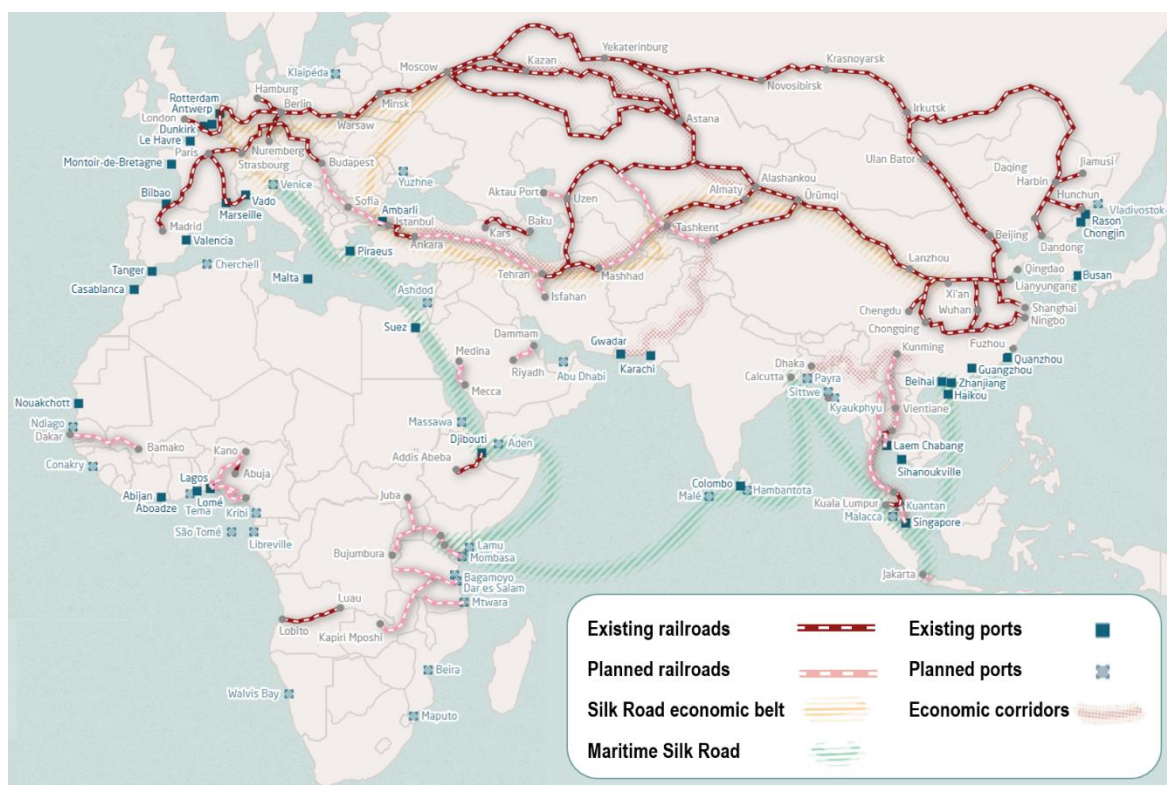 Klaipéda
Moscow
Kazan
Yekaterinburg
Krasnoyarsk
Novosibirsk
Irkutsk
Hamburg
Rotterdam
Antwerp
London
Berlin
Minsk
Dunkirk
Le Havre
Warsaw
Astana
Paris
Nuremberg
Strasbourg
Budapest
Ulan Bator
Daqing
Jiamusi
Harbin
Montoir-de-Bretagne
Yuzhne
Aktau Port
Almaty
Alashankou
Ürümqi
Hunchun
Vladivostok
Venice
Bilbao
Vado
Marseille
Sofia
Ambarli
Istanbul
Uzen
Baku
Kars
Tashkent
Rason
Chongjin
Madrid
Valencia
Ankara
Beijing
Dandong
Piraeus
Tehran
Mashhad
Lanzhou
Qingdao
Lianyungang
Busan
Tanger
Cherchell
Malta
Casablanca
Ashdod
Isfahan
Xi'an
Chengdu
Wuhan
Shanghai
Ningbo
Chongqing
Suez
Dammam
Medina
Riyadh
Abu Dhabi
Gwadar
Karachi
Kunming
Fuzhou
Quanzhou
Guangzhou
Dhaka
Calcutta
Payra
Sittwe
Kyaukphyu
Beihai
Zhanjiang
Haikou
Mecca
Nouakchott
Ndiago
Dakar
Massawa
Vientiane
Bamako
Kano
Djibouti
Aden
Laem Chabang
Conakry
Abuja
Addis Abeba
Sihanoukville
Lagos
Abijan
Aboadze
Lomé
Tema
Kribi
Juba
Colombo
Hambantota
Malé
Kuala Lumpur
Kuantan
Malacca
Singapore
São Tomé
Libreville
Bujumbura
Lamu
Mombasa
Jakarta
Bagamoyo
Dar es Salam
Mtwara
Luau
Lobito
Kapiri Mposhi
Beira
Walvis Bay
Maputo
Existing railroads
Existing ports
Planned railroads
Planned ports
Silk Road economic belt
Economic corridors
Maritime Silk Road